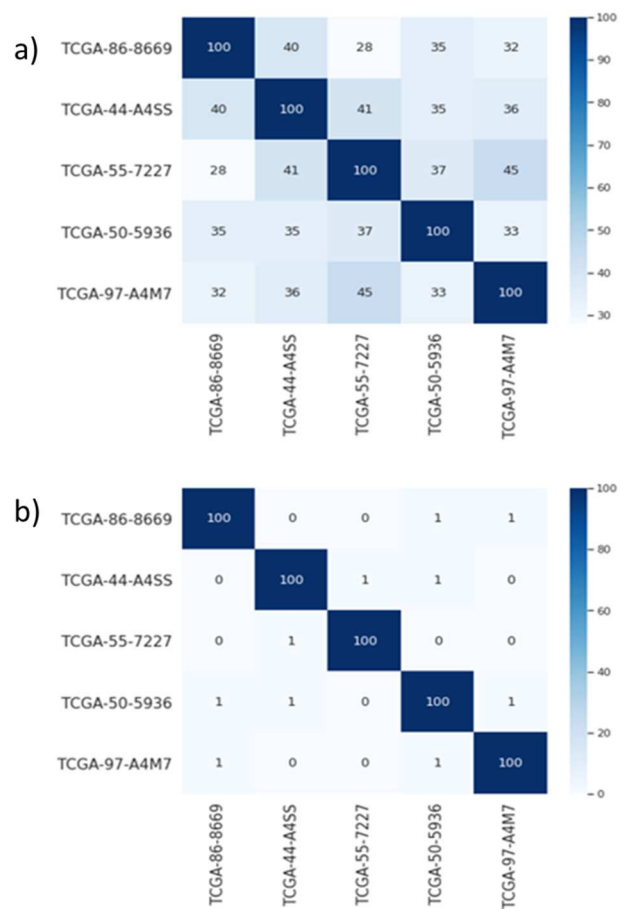 a)
TCGA-86-8669 100 40 28 35 32
TCGA-44-A4SS 40 100 41 35 36
TCGA-55-7227 28 41 100 37 45
TCGA-50-5936 35 35 37 100 33
TCGA-97-A4M7 32 36 45 33 100
TCGA-86-8669
TCGA-44-A4SS
TCGA-55-7227
TCGA-50-5936
TCGA-97-A4M7
100
90
80
70
60
50
40
30
b)
TCGA-86-8669 100 0 0 1 1
TCGA-44-A4SS 0 100 1 1 0
TCGA-55-7227 0 1 100 0 0
TCGA-50-5936 1 1 0 100 1
TCGA-97-A4M7 1 0 0 1 100
TCGA-86-8669
TCGA-44-A4SS
TCGA-55-7227
TCGA-50-5936
TCGA-97-A4M7
100
80
60
40
20
0